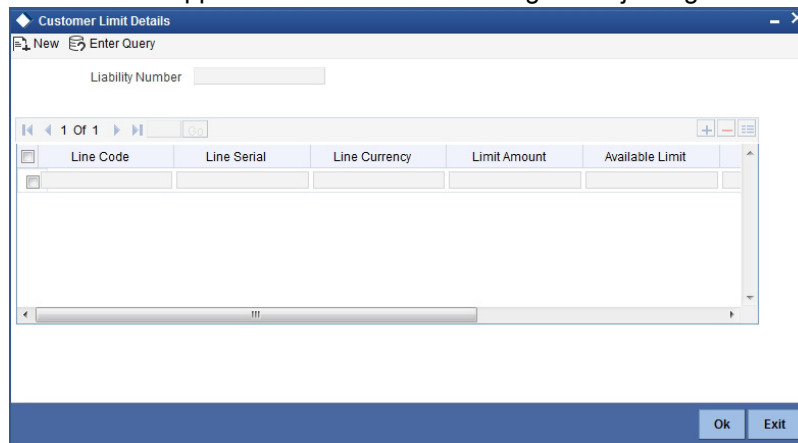 Customer Limit Details
New Enter Query
Liability Number
1 Of 1 Go
Line Code Line Serial Line Currency Limit Amount Available Limit
Ok Exit